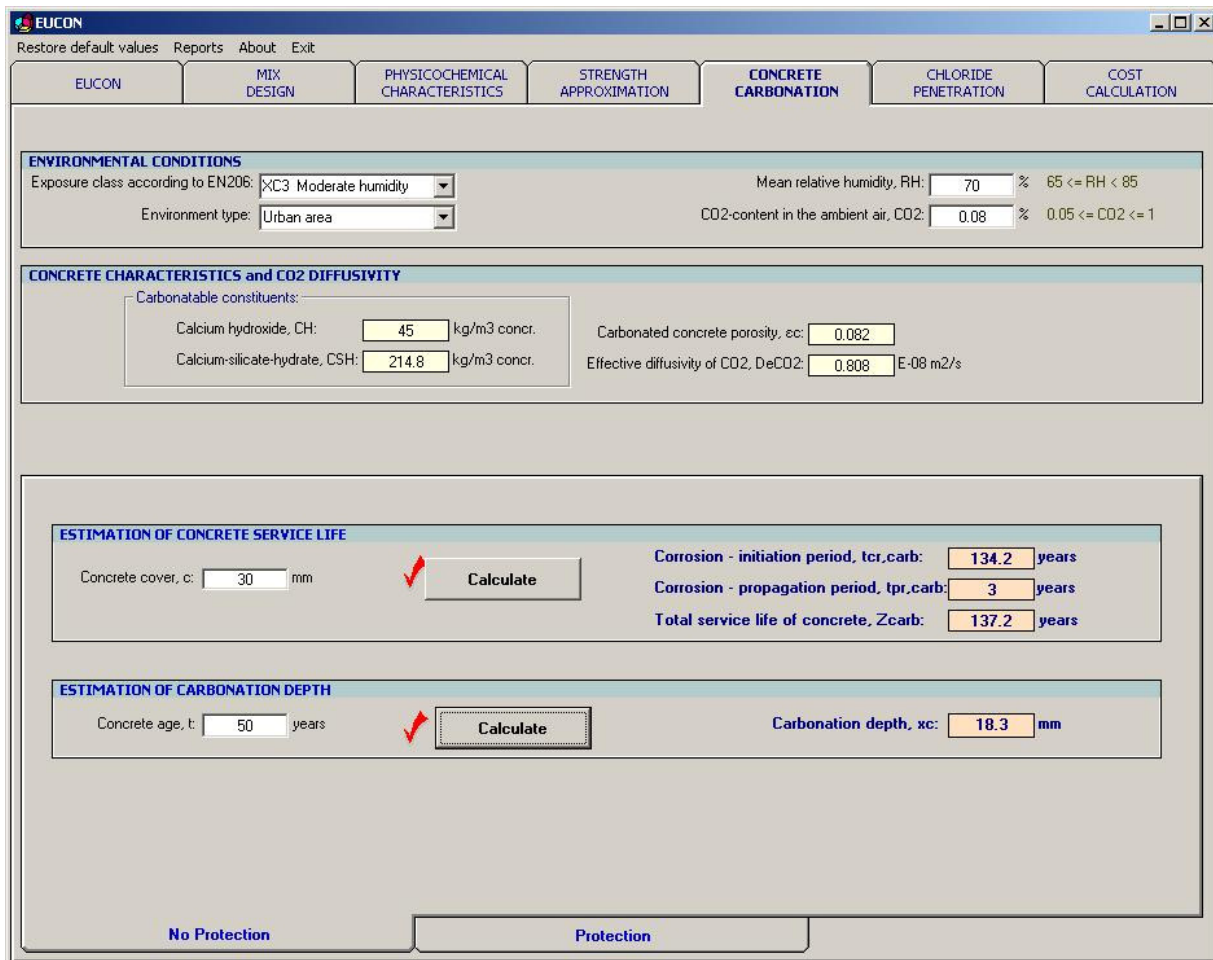 EUCON
Restore default values Reports About Exit
EUCON
MIX
DESIGN
PHYSICOCHEMICAL
CHARACTERISTICS
STRENGTH
APPROXIMATION
CONCRETE
CARBONATION
CHLORIDE
PENETRATION
COST
CALCULATION
ENVIRONMENTAL CONDITIONS
Exposure class according to EN206: XC3 Moderate humidity
Mean relative humidity, RH: 70 % 65 <= RH < 85
Environment type: Urban area
CO2-content in the ambient air, CO2: 0.08 % 0.05 <= CO2 <= 1
CONCRETE CHARACTERISTICS and CO2 DIFFUSIVITY
Carbonatable constituents:
Calcium hydroxide, CH: 45 kg/m3 concr.
Calcium-silicate-hydrate, CSH: 214.8 kg/m3 concr.
Carbonated concrete porosity, εc: 0.082
Effective diffusivity of CO2, DeCO2: 0.808 E-08 m2/s
ESTIMATION OF CONCRETE SERVICE LIFE
Concrete cover, c: 30 mm
Calculate
Corrosion - initiation period, tcr,carb: 134.2 years
Corrosion - propagation period, tpr,carb: 3 years
Total service life of concrete, Zcarb: 137.2 years
ESTIMATION OF CARBONATION DEPTH
Concrete age, t: 50 years
Calculate
Carbonation depth, xc: 18.3 mm
No Protection
Protection